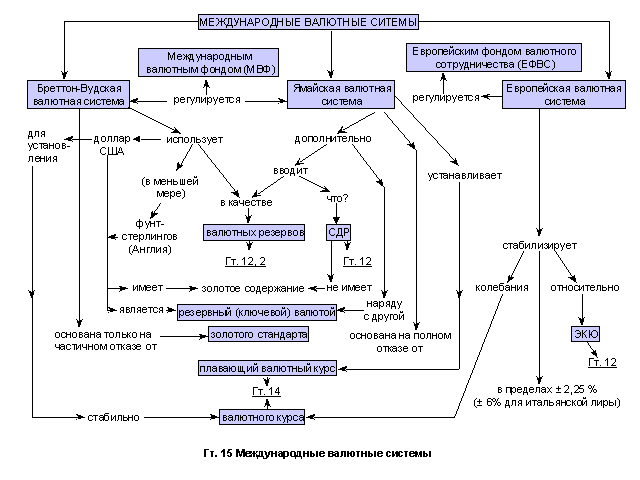 МЕЖДУНАРОДНЫЕ ВАЛЮТНЫЕ СИТЕМЫ
Международным
валютным фондом (МВФ)
Европейским фондом валютного
сотрудничества (ЕФВС)
Бреттон-Вудская
валютная система
регулируется
Ямайская валютная
система
регулируется
Европейская валютная
система
для
установ-
ления
доллар
США
использует
дополнительно
вводит
устанавливает
(в меньшей
мере)
в качестве
что?
фунт-
стерлингов
(Англия)
валютных резервов
СДР
стабилизирует
Гт. 12, 2
Гт. 12
имеет
золотое содержание
не имеет
колебания
относительно
является
резервный (ключевой) валютой
наряду
с другой
основана только на
частичном отказе от
золотого стандарта
основана на полном
отказе от
ЭКЮ
Гт. 12
плавающий валютный курс
Гт. 14
в пределах ± 2,25 %
(± 6% для итальянской лиры)
стабильно
валютного курса
Гт. 15 Международные валютные системы